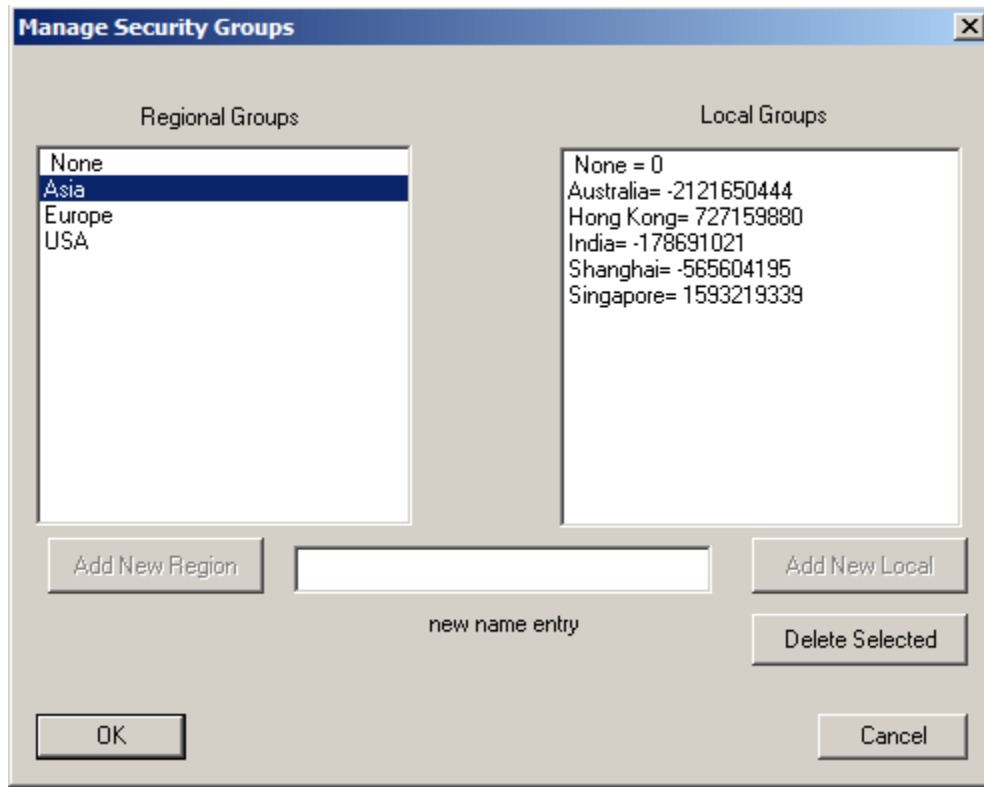 Manage Security Groups
Regional Groups
None
Asia
Europe
USA
Local Groups
None = 0
Australia= -2121650444
Hong Kong= 727159880
India= -178691021
Shanghai= -565604195
Singapore= 1593219339
Add New Region
new name entry
Add New Local
Delete Selected
OK
Cancel